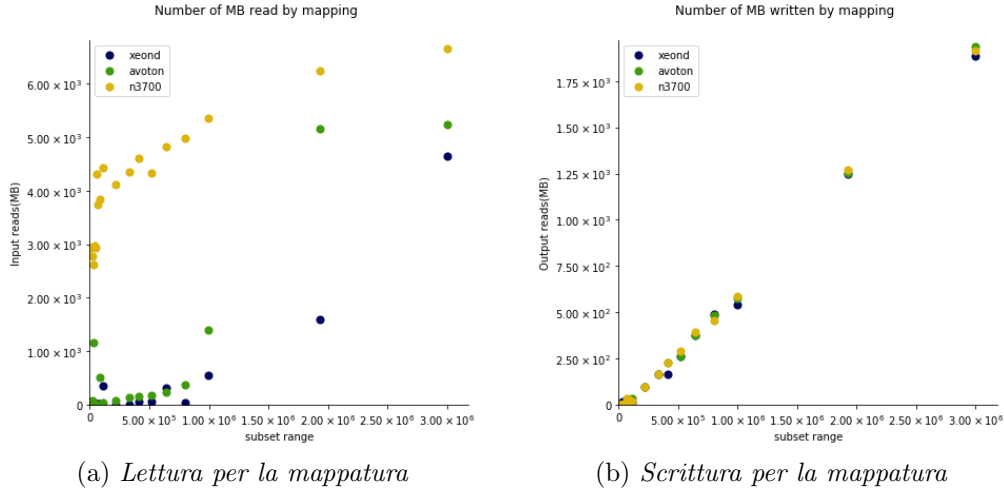 Number of MB read by mapping
xeond
avoton
n3700
6.00 × 10³
5.00 × 10³
4.00 × 10³
3.00 × 10³
2.00 × 10³
1.00 × 10³
0
Input reads(MB)
0 5.00 × 10⁵ 1.00 × 10⁶ 1.50 × 10⁶ 2.00 × 10⁶ 2.50 × 10⁶ 3.00 × 10⁶
subset range
(a) Lettura per la mappatura
Number of MB written by mapping
xeond
avoton
n3700
1.75 × 10³
1.50 × 10³
1.25 × 10³
1.00 × 10³
7.50 × 10²
5.00 × 10²
2.50 × 10²
0
Output reads(MB)
0 5.00 × 10⁵ 1.00 × 10⁶ 1.50 × 10⁶ 2.00 × 10⁶ 2.50 × 10⁶ 3.00 × 10⁶
subset range
(b) Scrittura per la mappatura